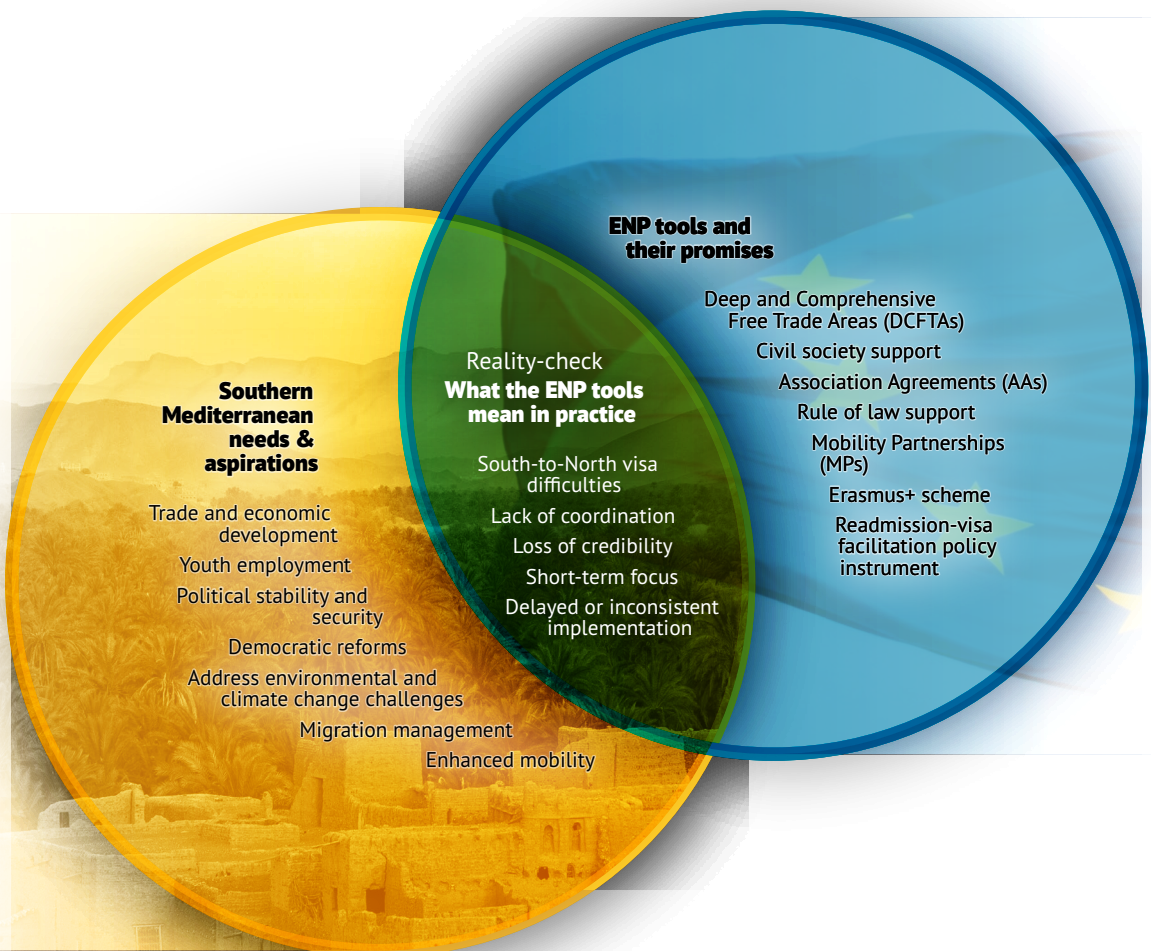 ENP tools and
their promises
Deep and Comprehensive
Free Trade Areas (DCFTAs)
Civil society support
Association Agreements (AAs)
Rule of law support
Mobility Partnerships
(MPs)
Erasmus+ scheme
Readmission-visa
facilitation policy
instrument
Reality-check
What the ENP tools
mean in practice
South-to-North visa
difficulties
Lack of coordination
Loss of credibility
Short-term focus
Delayed or inconsistent
implementation
Southern
Mediterranean
needs &
aspirations
Trade and economic
development
Youth employment
Political stability and
security
Democratic reforms
Address environmental and
climate change challenges
Migration management
Enhanced mobility